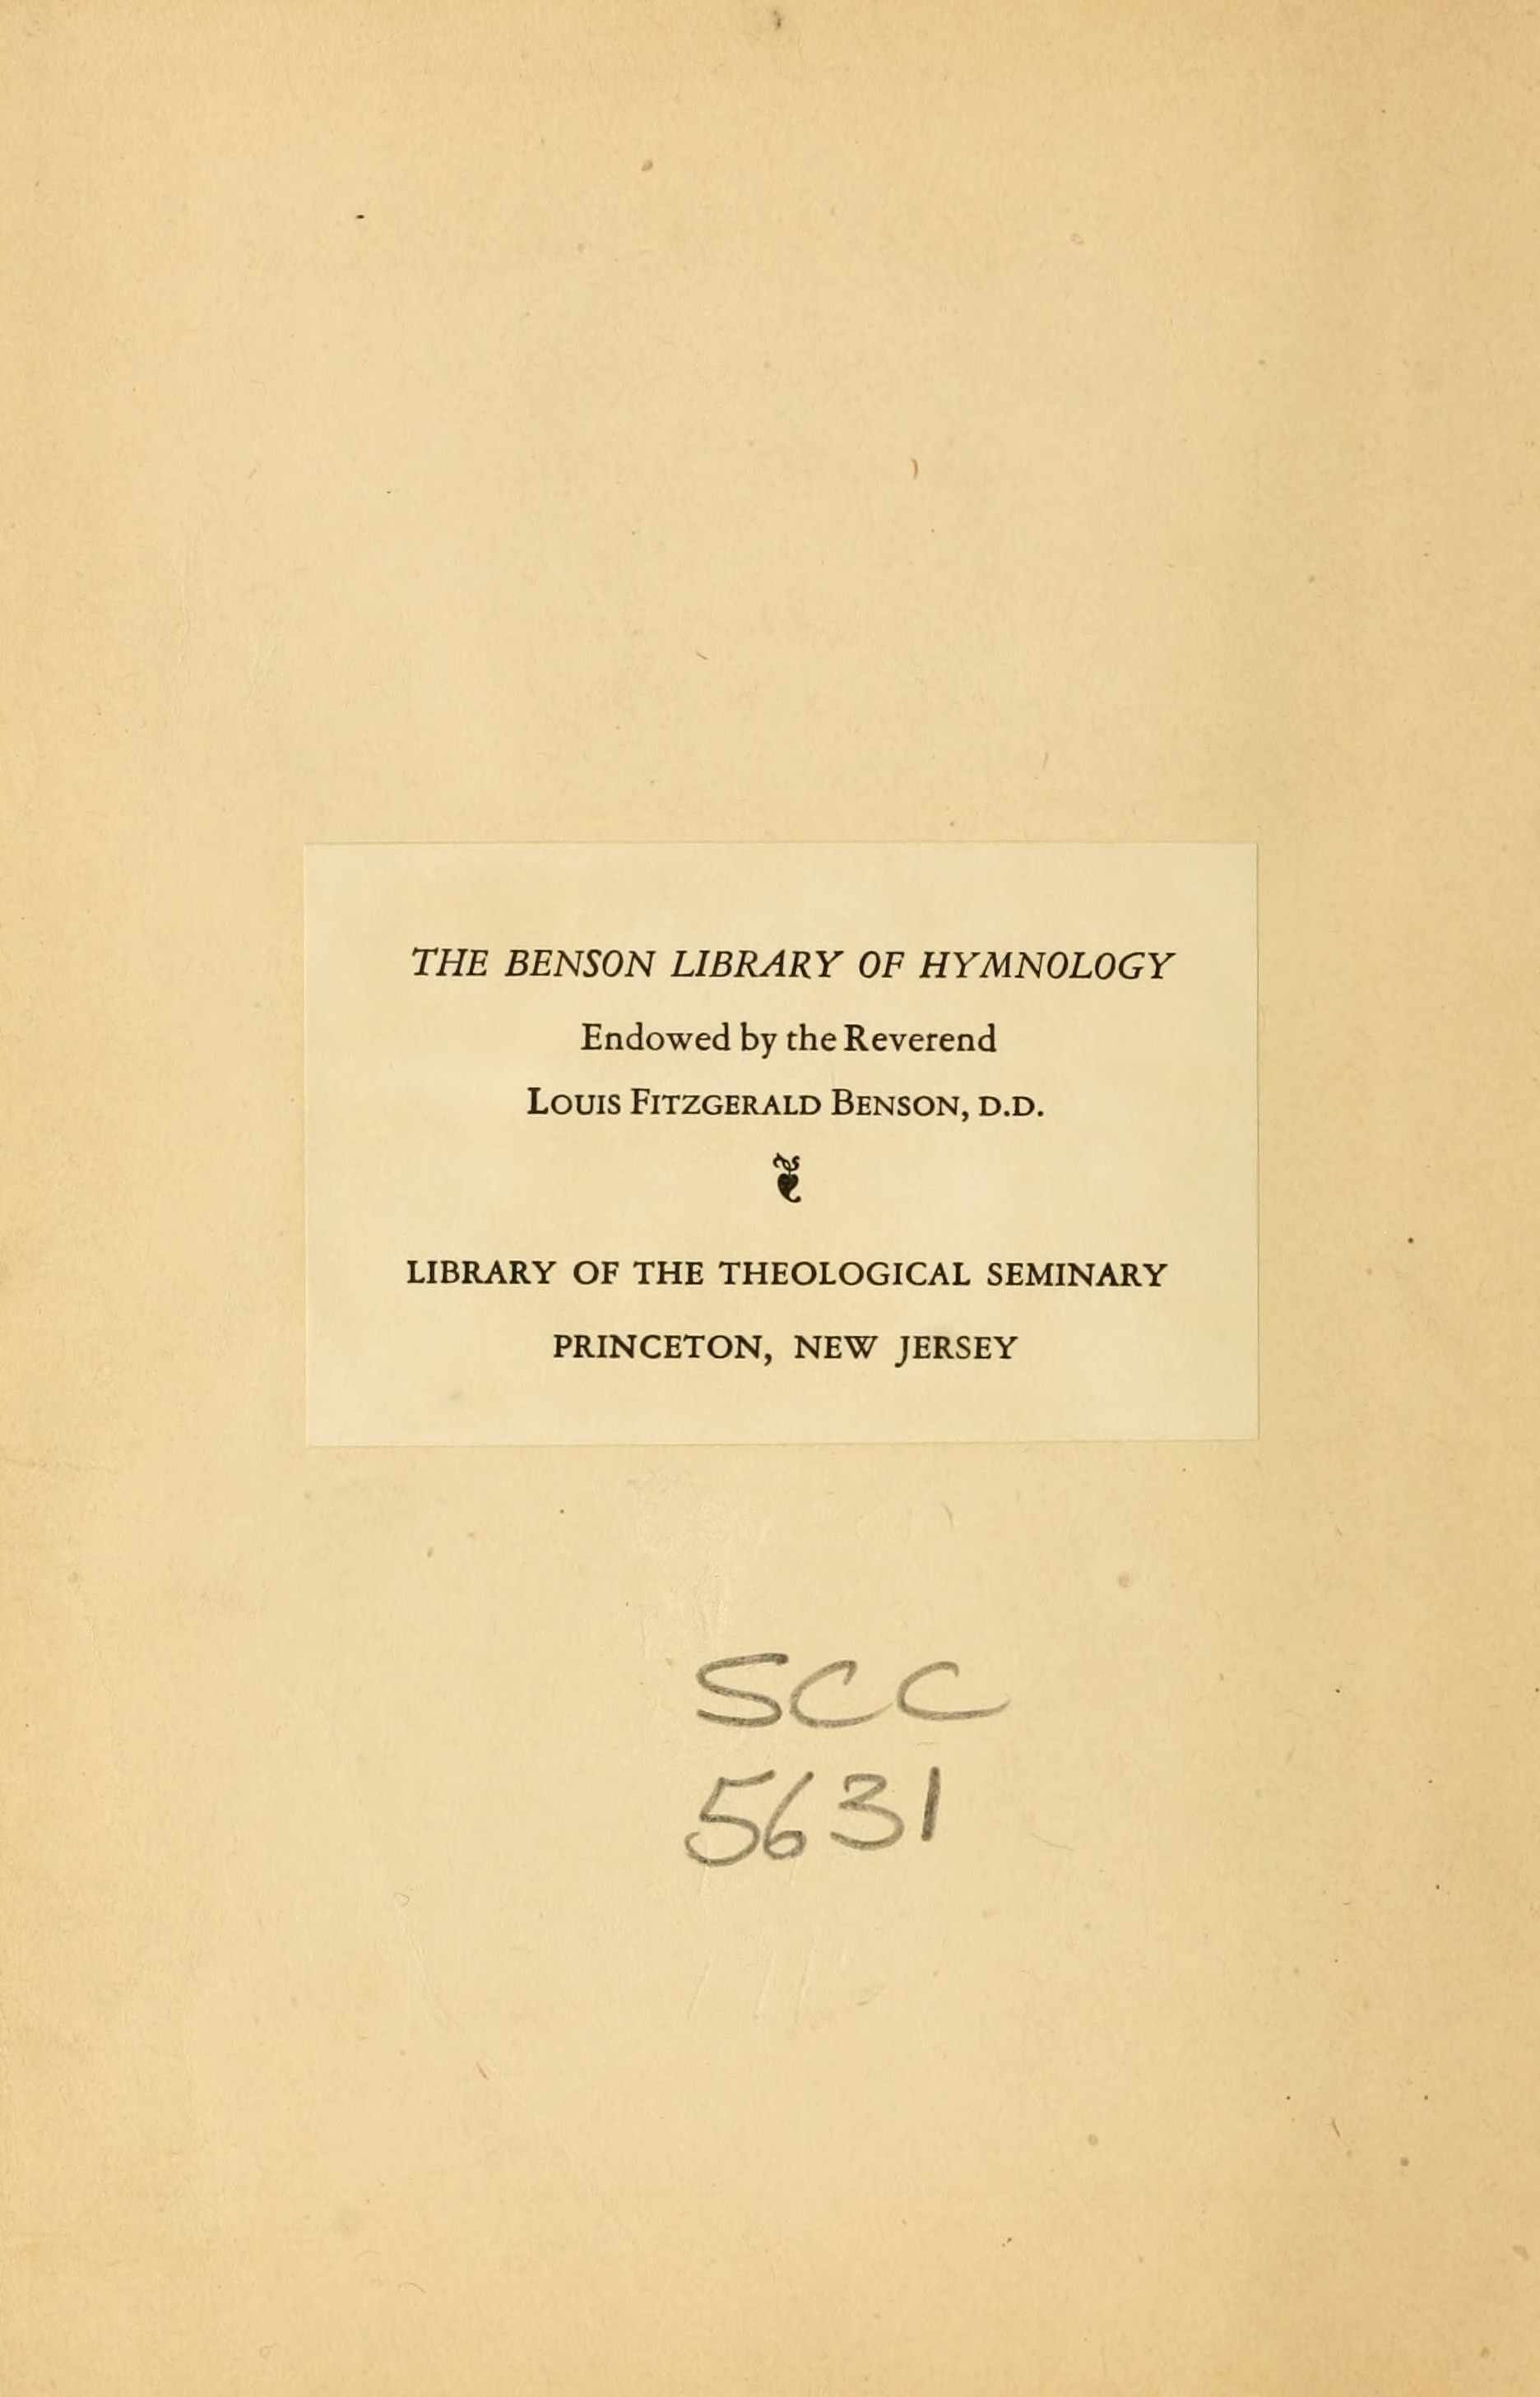 THE BENSON LIBRARY OF HYMNOLOGY
Endowed by the Reverend
LOUIS FITZGERALD BENSON, D.D.
LIBRARY OF THE THEOLOGICAL SEMINARY
PRINCETON, NEW JERSEY
SCC
5631